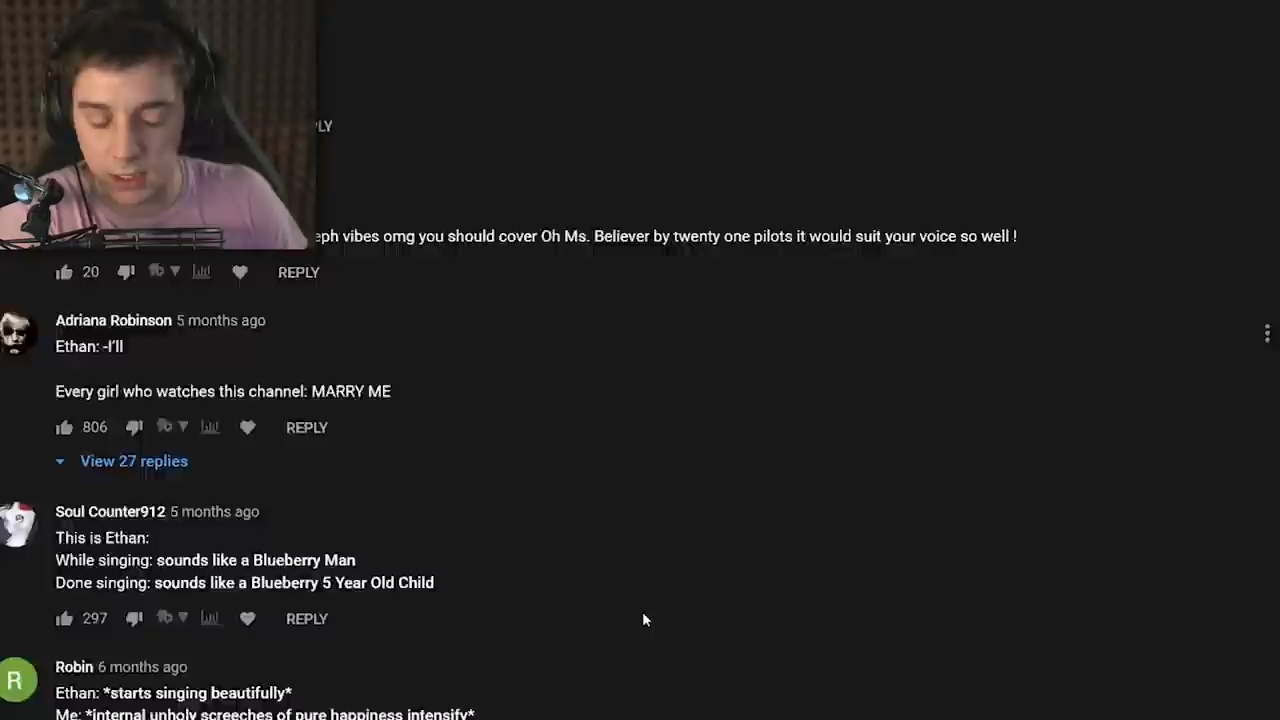 vibes omg you should cover Oh Ms. Believer by twenty one pilots it would suit your voice so well !
20 REPLY
Adriana Robinson 5 months ago
Ethan: -I'll
Every girl who watches this channel: MARRY ME
806 REPLY
View 27 replies
Soul Counter912 5 months ago
This is Ethan:
While singing: sounds like a Blueberry Man
Done singing: sounds like a Blueberry 5 Year Old Child
297 REPLY
R
Robin 6 months ago
Ethan: *starts singing beautifully*
Me: *internal unholy screeches of pure happiness intensify*